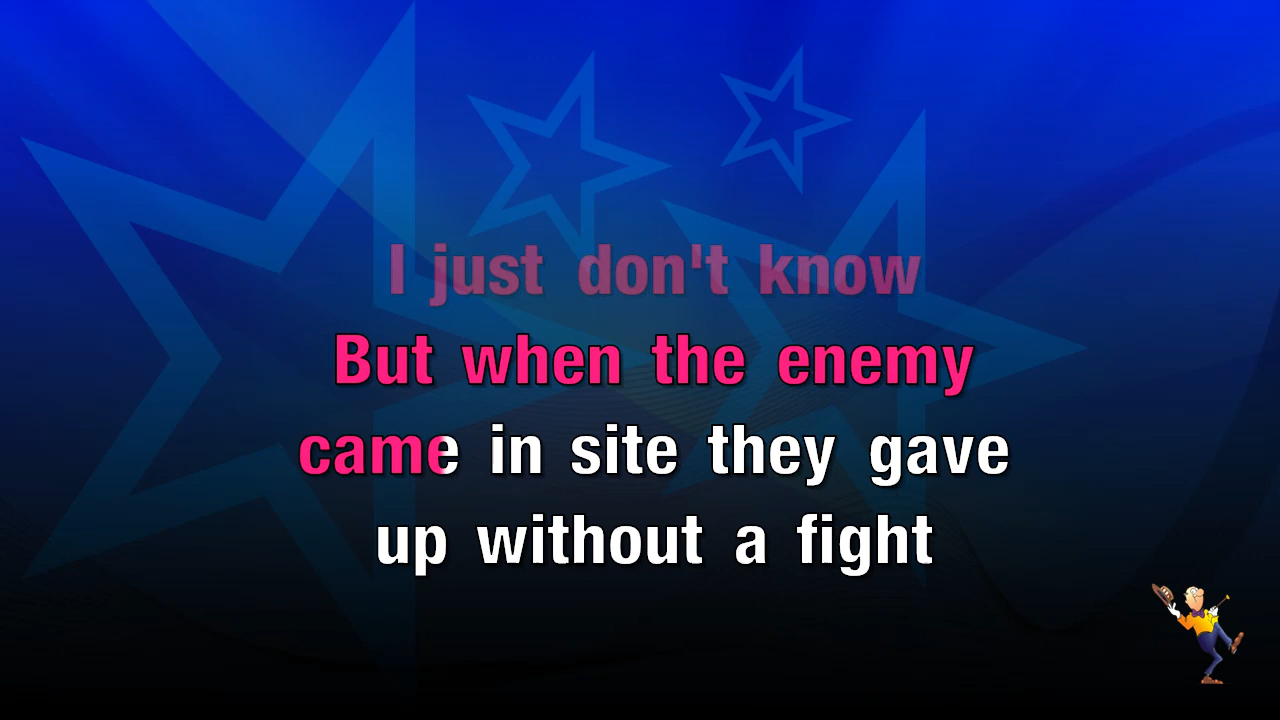 I just don't know
But when the enemy
came in site they gave
up without a fight